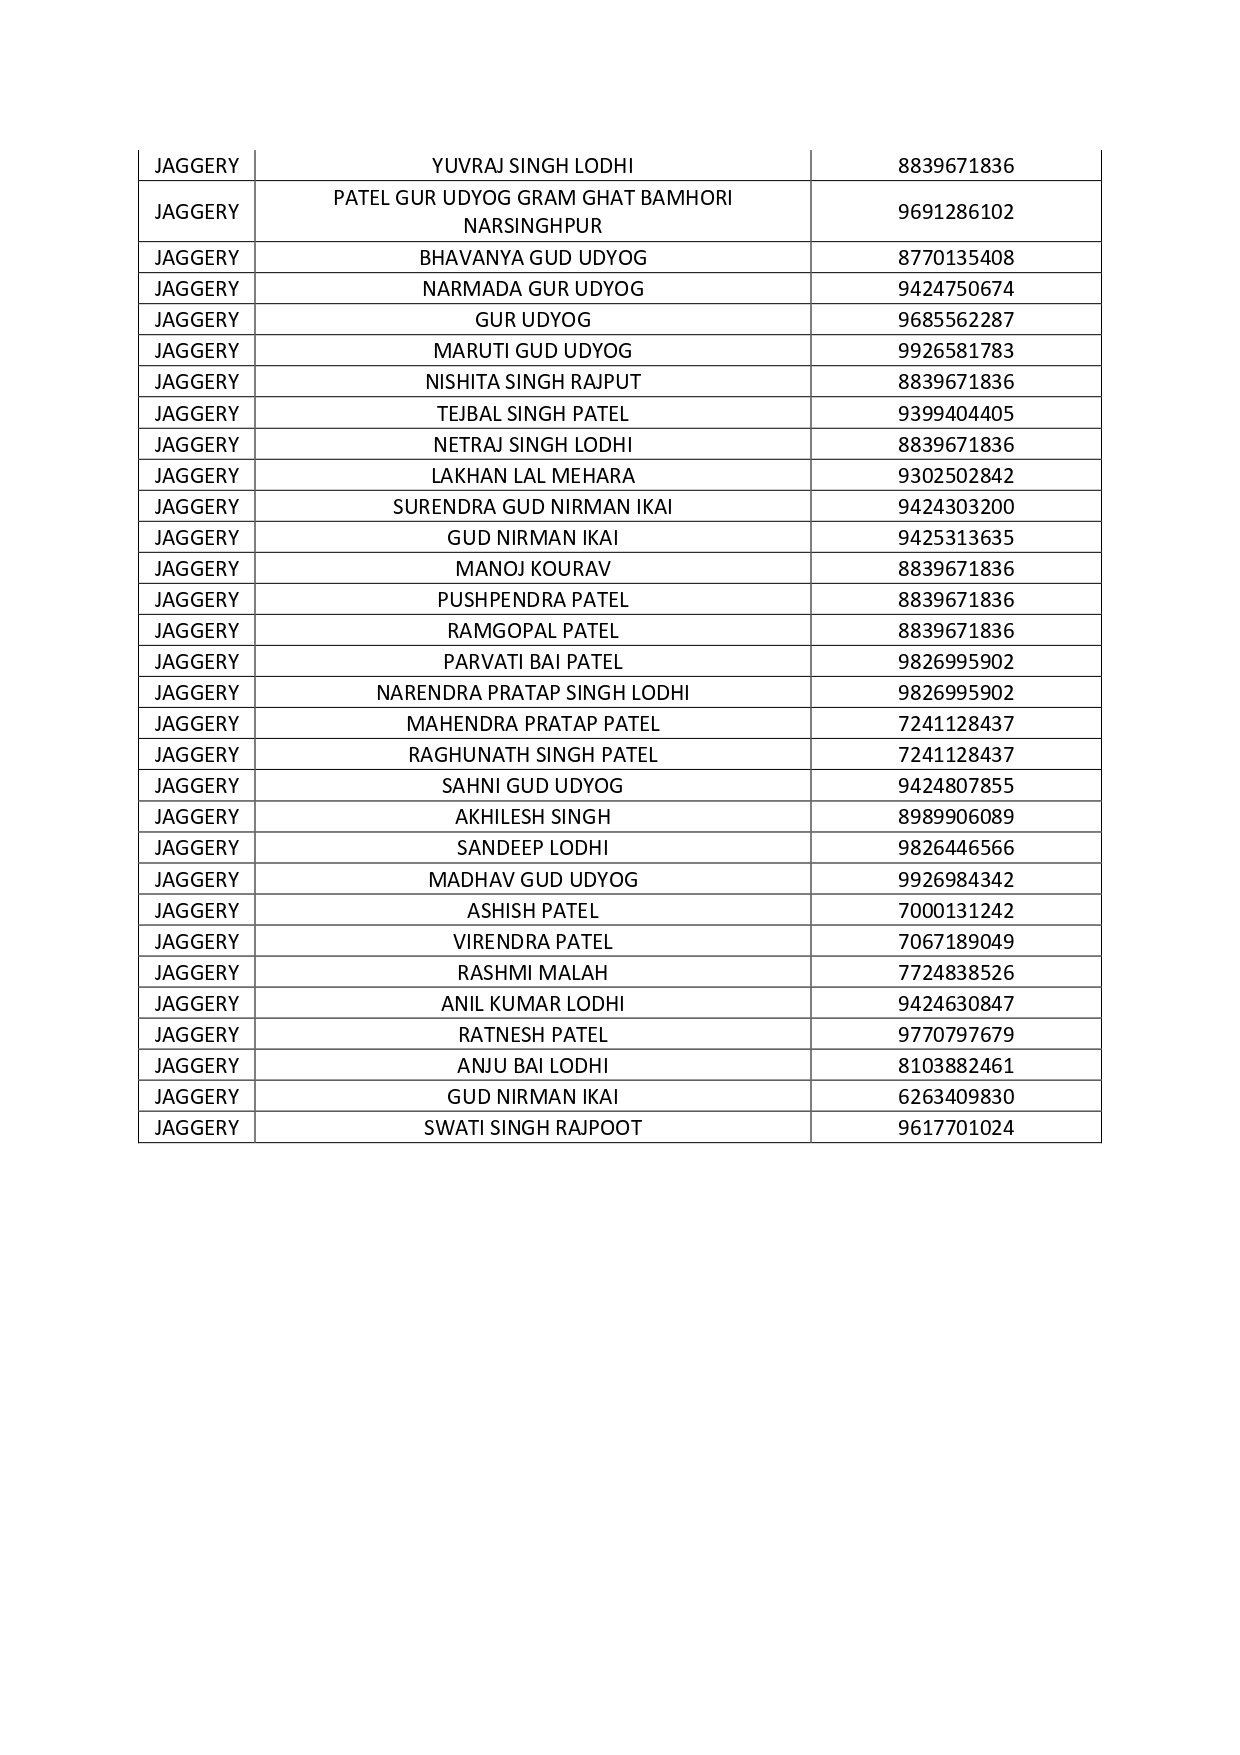 JAGGERY YUVRAJ SINGH LODHI 8839671836
JAGGERY PATEL GUR UDYOG GRAM GHAT BAMHORI NARSINGHPUR 9691286102
JAGGERY BHAVANYA GUD UDYOG 8770135408
JAGGERY NARMADA GUR UDYOG 9424750674
JAGGERY GUR UDYOG 9685562287
JAGGERY MARUTI GUD UDYOG 9926581783
JAGGERY NISHITA SINGH RAJPUT 8839671836
JAGGERY TEJBAL SINGH PATEL 9399404405
JAGGERY NETRAJ SINGH LODHI 8839671836
JAGGERY LAKHAN LAL MEHARA 9302502842
JAGGERY SURENDRA GUD NIRMAN IKAI 9424303200
JAGGERY GUD NIRMAN IKAI 9425313635
JAGGERY MANOJ KOURAV 8839671836
JAGGERY PUSHPENDRA PATEL 8839671836
JAGGERY RAMGOPAL PATEL 8839671836
JAGGERY PARVATI BAI PATEL 9826995902
JAGGERY NARENDRA PRATAP SINGH LODHI 9826995902
JAGGERY MAHENDRA PRATAP PATEL 7241128437
JAGGERY RAGHUNATH SINGH PATEL 7241128437
JAGGERY SAHNI GUD UDYOG 9424807855
JAGGERY AKHILESH SINGH 8989906089
JAGGERY SANDEEP LODHI 9826446566
JAGGERY MADHAV GUD UDYOG 9926984342
JAGGERY ASHISH PATEL 7000131242
JAGGERY VIRENDRA PATEL 7067189049
JAGGERY RASHMI MALAH 7724838526
JAGGERY ANIL KUMAR LODHI 9424630847
JAGGERY RATNESH PATEL 9770797679
JAGGERY ANJU BAI LODHI 8103882461
JAGGERY GUD NIRMAN IKAI 6263409830
JAGGERY SWATI SINGH RAJPOOT 9617701024